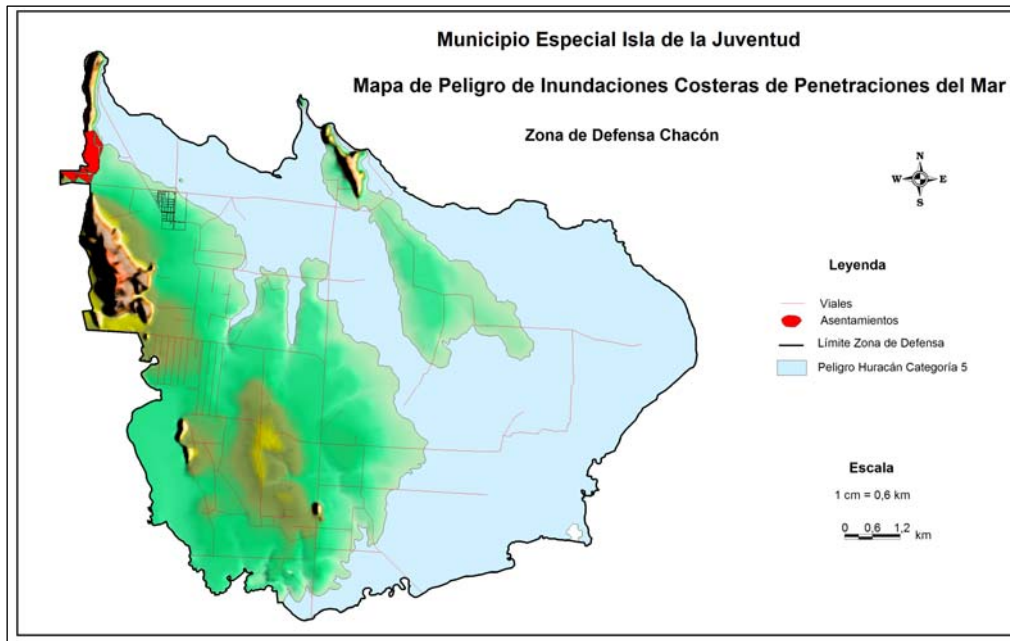 Municipio Especial Isla de la Juventud
Mapa de Peligro de Inundaciones Costeras de Penetraciones del Mar
Zona de Defensa Chacón
N
W E
S
Leyenda
Viales
Asentamientos
Límite Zona de Defensa
Peligro Huracán Categoría 5
Escala
1 cm = 0,6 km
0 0,6 1,2
km